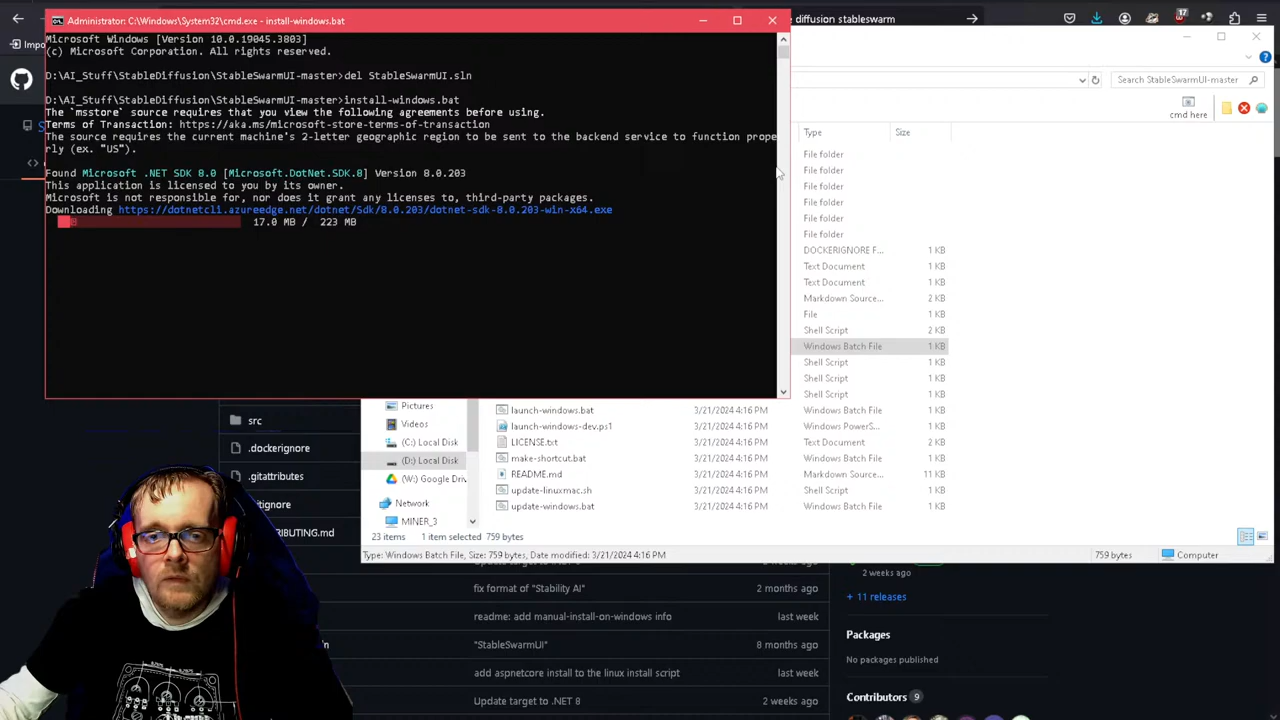 Administrator: C:\Windows\System32\cmd.exe - install-windows.bat
diffusion stableswarm
17
Microsoft Windows [Version 10.0.19045.3803]
(c) Microsoft Corporation. All rights reserved.
D:\AI_Stuff\StableDiffusion\StableSwarmUI-master>del StableSwarmUI.sln
D:\AI_Stuff\StableDiffusion\StableSwarmUI-master>install-windows.bat
The `msstore` source requires that you view the following agreements before using.
Terms of Transaction: https://aka.ms/microsoft-store-terms-of-transaction
The source requires the current machine's 2-letter geographic region to be sent to the backend service to function prope
rly (ex. "US").
Found Microsoft .NET SDK 8.0 [Microsoft.DotNet.SDK.8] Version 8.0.203
This application is licensed to you by its owner.
Microsoft is not responsible for, nor does it grant any licenses to, third-party packages.
Downloading https://dotnetcli.azureedge.net/dotnet/Sdk/8.0.203/dotnet-sdk-8.0.203-win-x64.exe
17.0 MB / 223 MB
Impo
Search StableSwarmUI-master
cmd here
Type Size
File folder
File folder
File folder
File folder
File folder
File folder
DOCKERIGNORE F... 1 KB
Text Document 1 KB
Text Document 1 KB
Markdown Source... 2 KB
File 1 KB
Shell Script 2 KB
Windows Batch File 1 KB
Shell Script 1 KB
Shell Script 1 KB
Shell Script 1 KB
Pictures
Videos
(C:) Local Disk
(D:) Local Disk
(W:) Google Driv
Network
MINER_3
launch-windows.bat 3/21/2024 4:16 PM Windows Batch File 1 KB
launch-windows-dev.ps1 3/21/2024 4:16 PM Windows PowerS... 1 KB
LICENSE.txt 3/21/2024 4:16 PM Text Document 2 KB
make-shortcut.bat 3/21/2024 4:16 PM Windows Batch File 1 KB
README.md 3/21/2024 4:16 PM Markdown Source... 11 KB
update-linuxmac.sh 3/21/2024 4:16 PM Shell Script 1 KB
update-windows.bat 3/21/2024 4:16 PM Windows Batch File 1 KB
23 items 1 item selected 759 bytes
Type: Windows Batch File, Size: 759 bytes, Date modified: 3/21/2024 4:16 PM 759 bytes Computer
src
.dockerignore
.gitattributes
itignore
TRIBUTING.md
fix format of "Stability AI" 2 months ago
readme: add manual-install-on-windows info last week
"StableSwarmUI" 8 months ago
add aspnetcore install to the linux install script last week
Update target to .NET 8 2 weeks ago
2 weeks ago
+ 11 releases
Packages
No packages published
Contributors 9